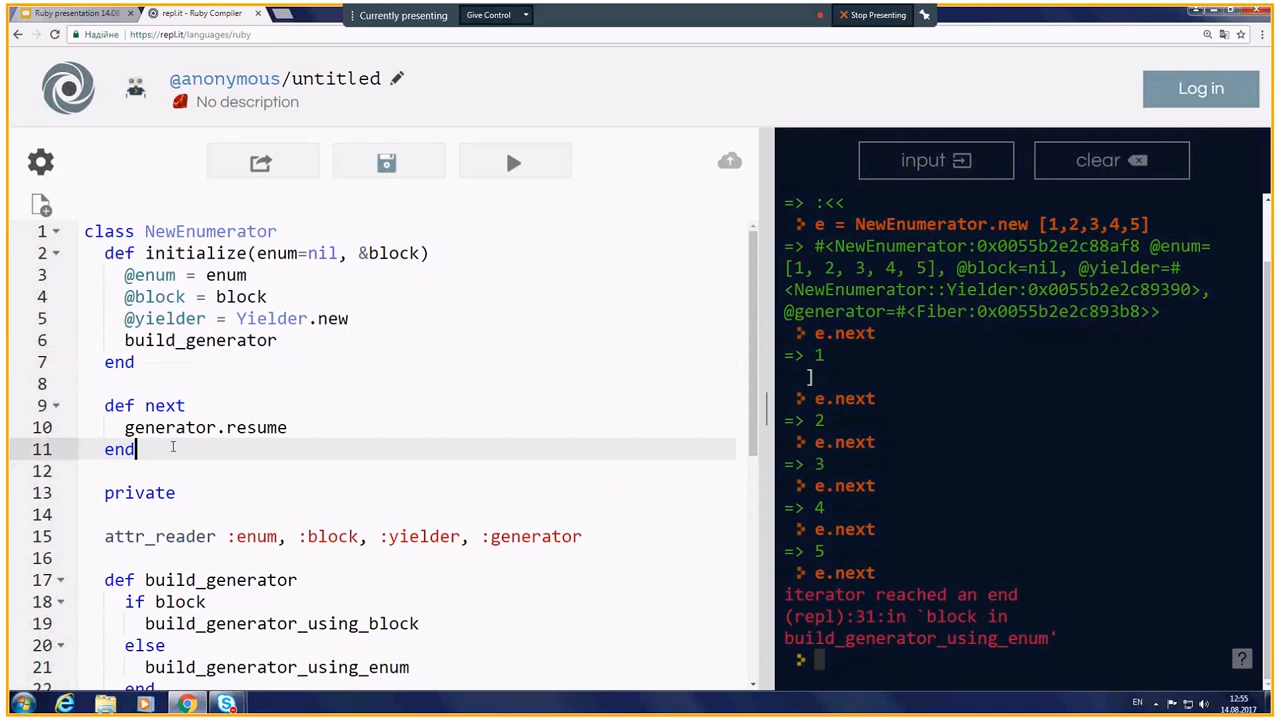 Ruby presentation 14.08
repl.it - Ruby Compiler
Currently presenting
Give Control
Stop Presenting
Надійне
https://repl.it/languages/ruby
@anonymous/untitled
No description
Log in
input
clear
1 class NewEnumerator
2 def initialize(enum=nil, &block)
3 @enum = enum
4 @block = block
5 @yielder = Yielder.new
6 build_generator
7 end
8
9 def next
10 generator.resume
11 end
12
13 private
14
15 attr_reader :enum, :block, :yielder, :generator
16
17 def build_generator
18 if block
19 build_generator_using_block
20 else
21 build_generator_using_enum
22 end
=> :<<
e = NewEnumerator.new [1,2,3,4,5]
=> #<NewEnumerator:0x0055b2e2c88af8 @enum=
[1, 2, 3, 4, 5], @block=nil, @yielder=#
<NewEnumerator::Yielder:0x0055b2e2c89390>,
@generator=#<Fiber:0x0055b2e2c893b8>>
e.next
=> 1
]
e.next
=> 2
e.next
=> 3
e.next
=> 4
e.next
=> 5
e.next
iterator reached an end
(repl):31:in `block in
build_generator_using_enum'
?
EN
12:55
14.08.2017